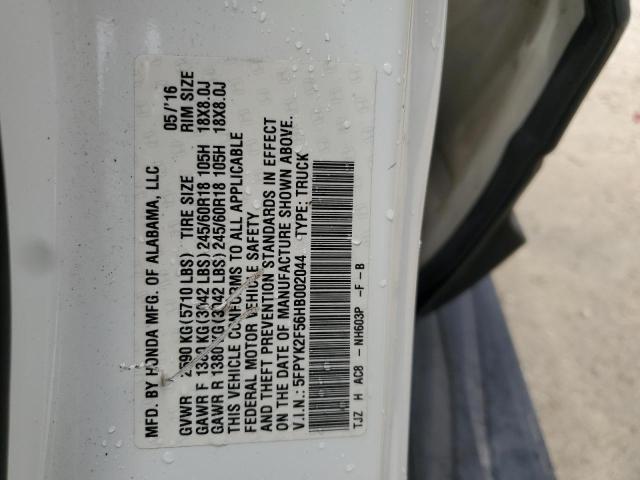 MFD. BY HONDA MFG. OF ALABAMA, LLC 05/'16
GVWR 2590 KG (5710 LBS) TIRE SIZE RIM SIZE
GAWR F 1380 KG (3042 LBS) 245/60R18 105H 18X8.0J
GAWR R 1380 KG (3042 LBS) 245/60R18 105H 18X8.0J
THIS VEHICLE CONFORMS TO ALL APPLICABLE
FEDERAL MOTOR VEHICLE SAFETY
AND THEFT PREVENTION STANDARDS IN EFFECT
ON THE DATE OF MANUFACTURE SHOWN ABOVE.
V.I.N.: 5FPYK2F56HB002044 TYPE: TRUCK
TJZ H AC8 - NH603P -F - B